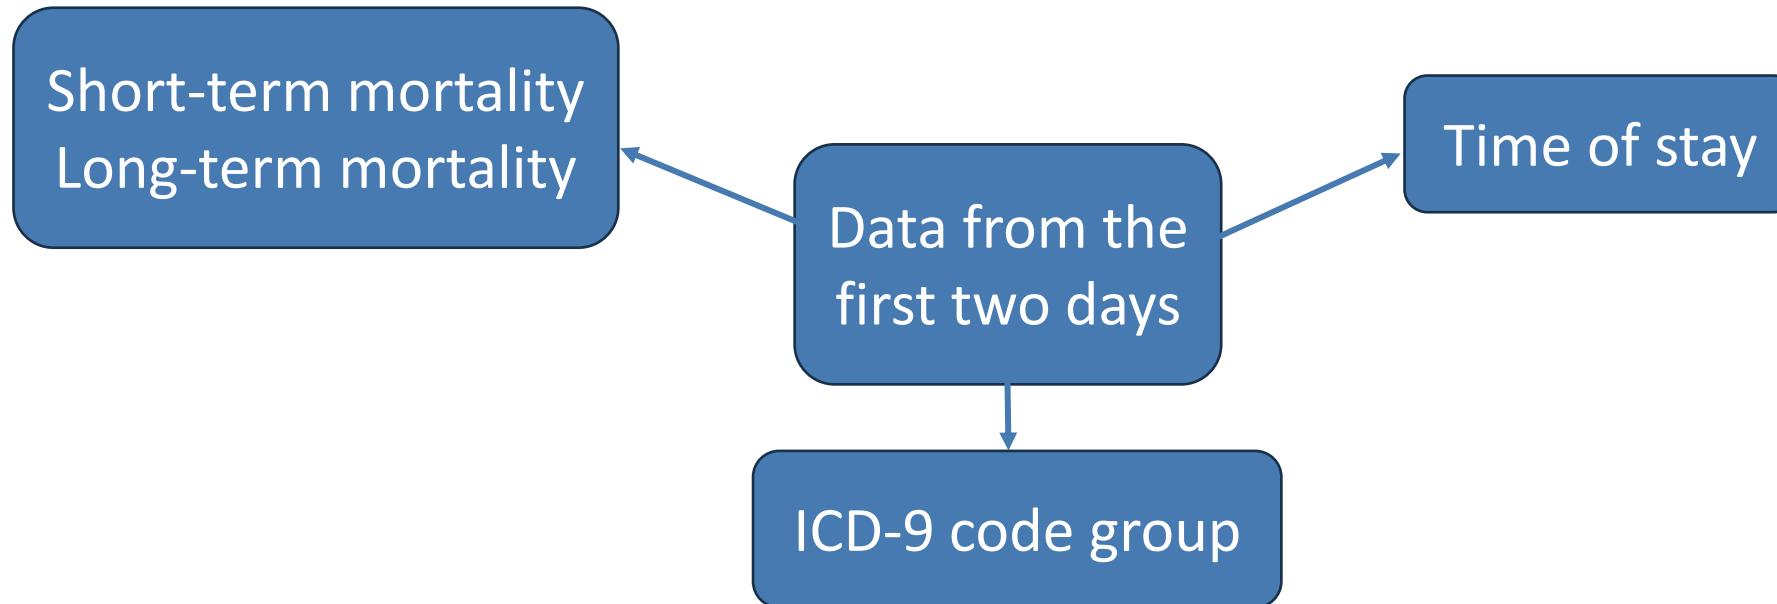 Short-term mortality
Long-term mortality
Data from the
first two days
Time of stay
ICD-9 code group